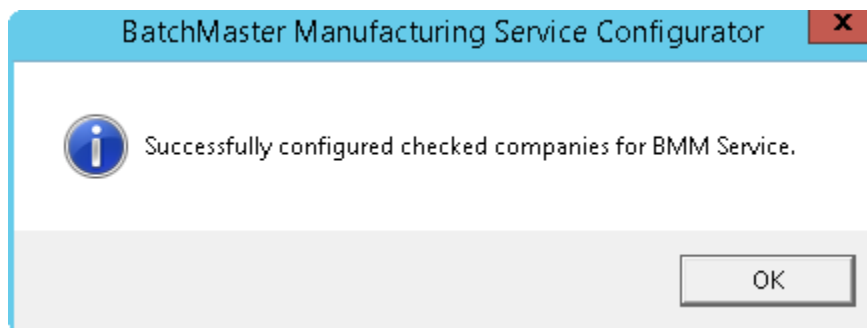 BatchMaster Manufacturing Service Configurator
x
Successfully configured checked companies for BMM Service.
OK